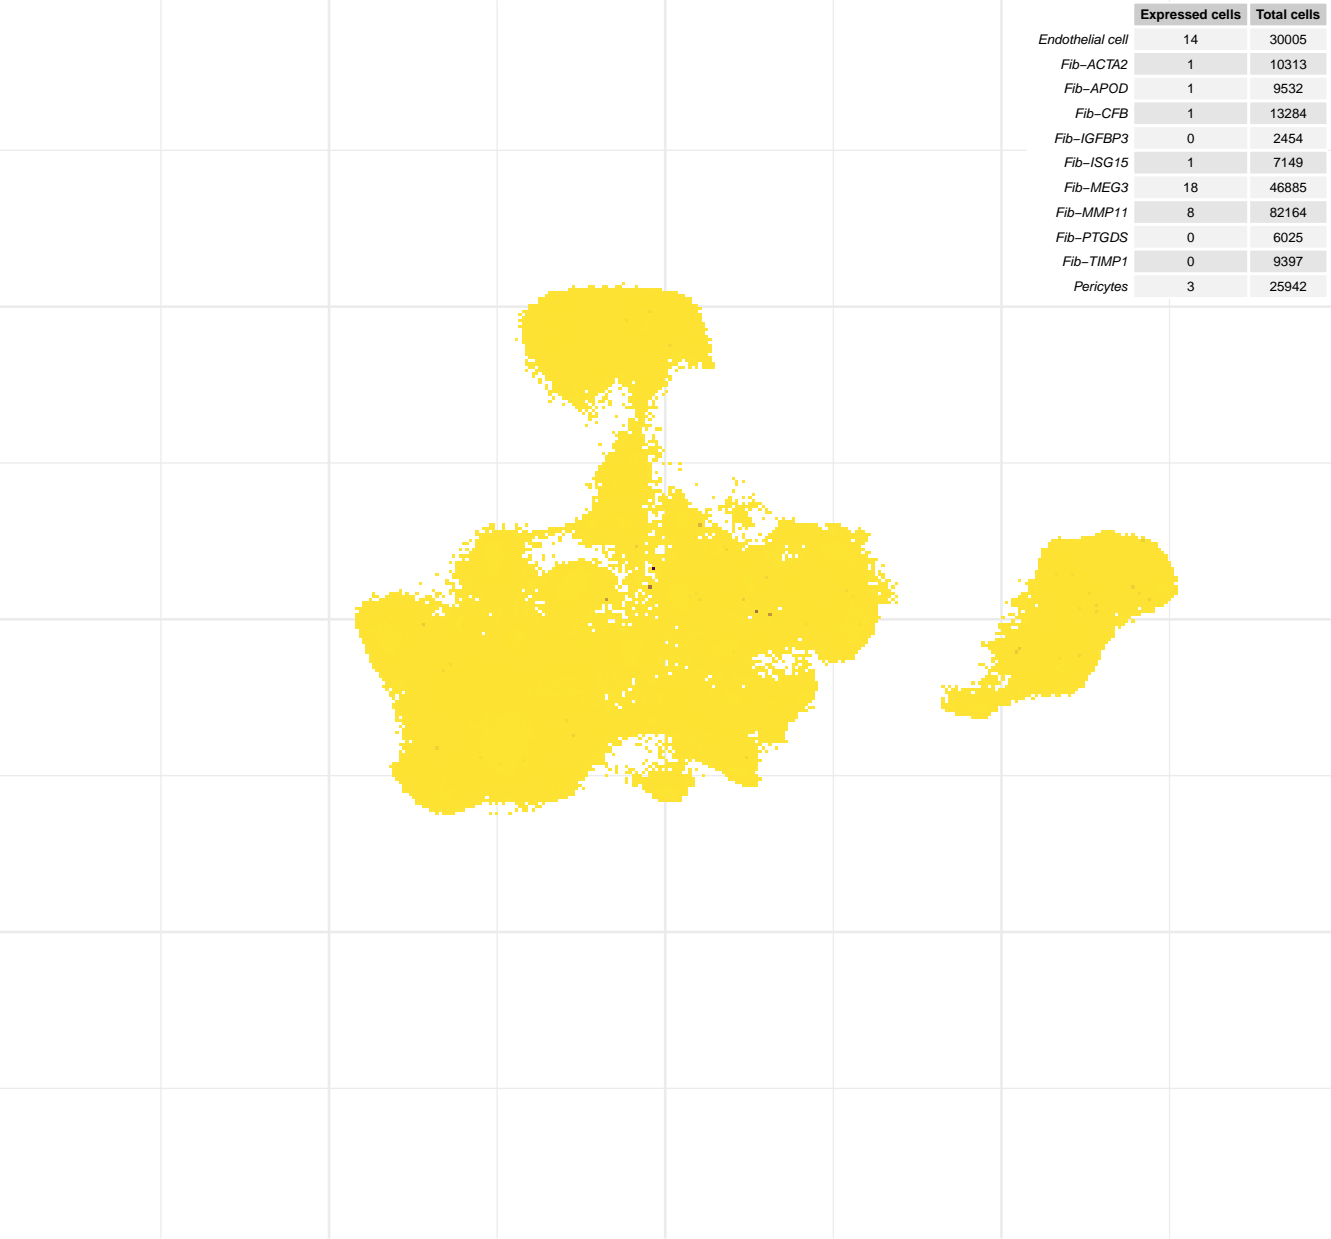 Expressed cells Total cells
Endothelial cell 14 30005
Fib−ACTA2 1 10313
Fib−APOD 1 9532
Fib−CFB 1 13284
Fib−IGFBP3 0 2454
Fib−ISG15 1 7149
Fib−MEG3 18 46885
Fib−MMP11 8 82164
Fib−PTGDS 0 6025
Fib−TIMP1 0 9397
Pericytes 3 25942